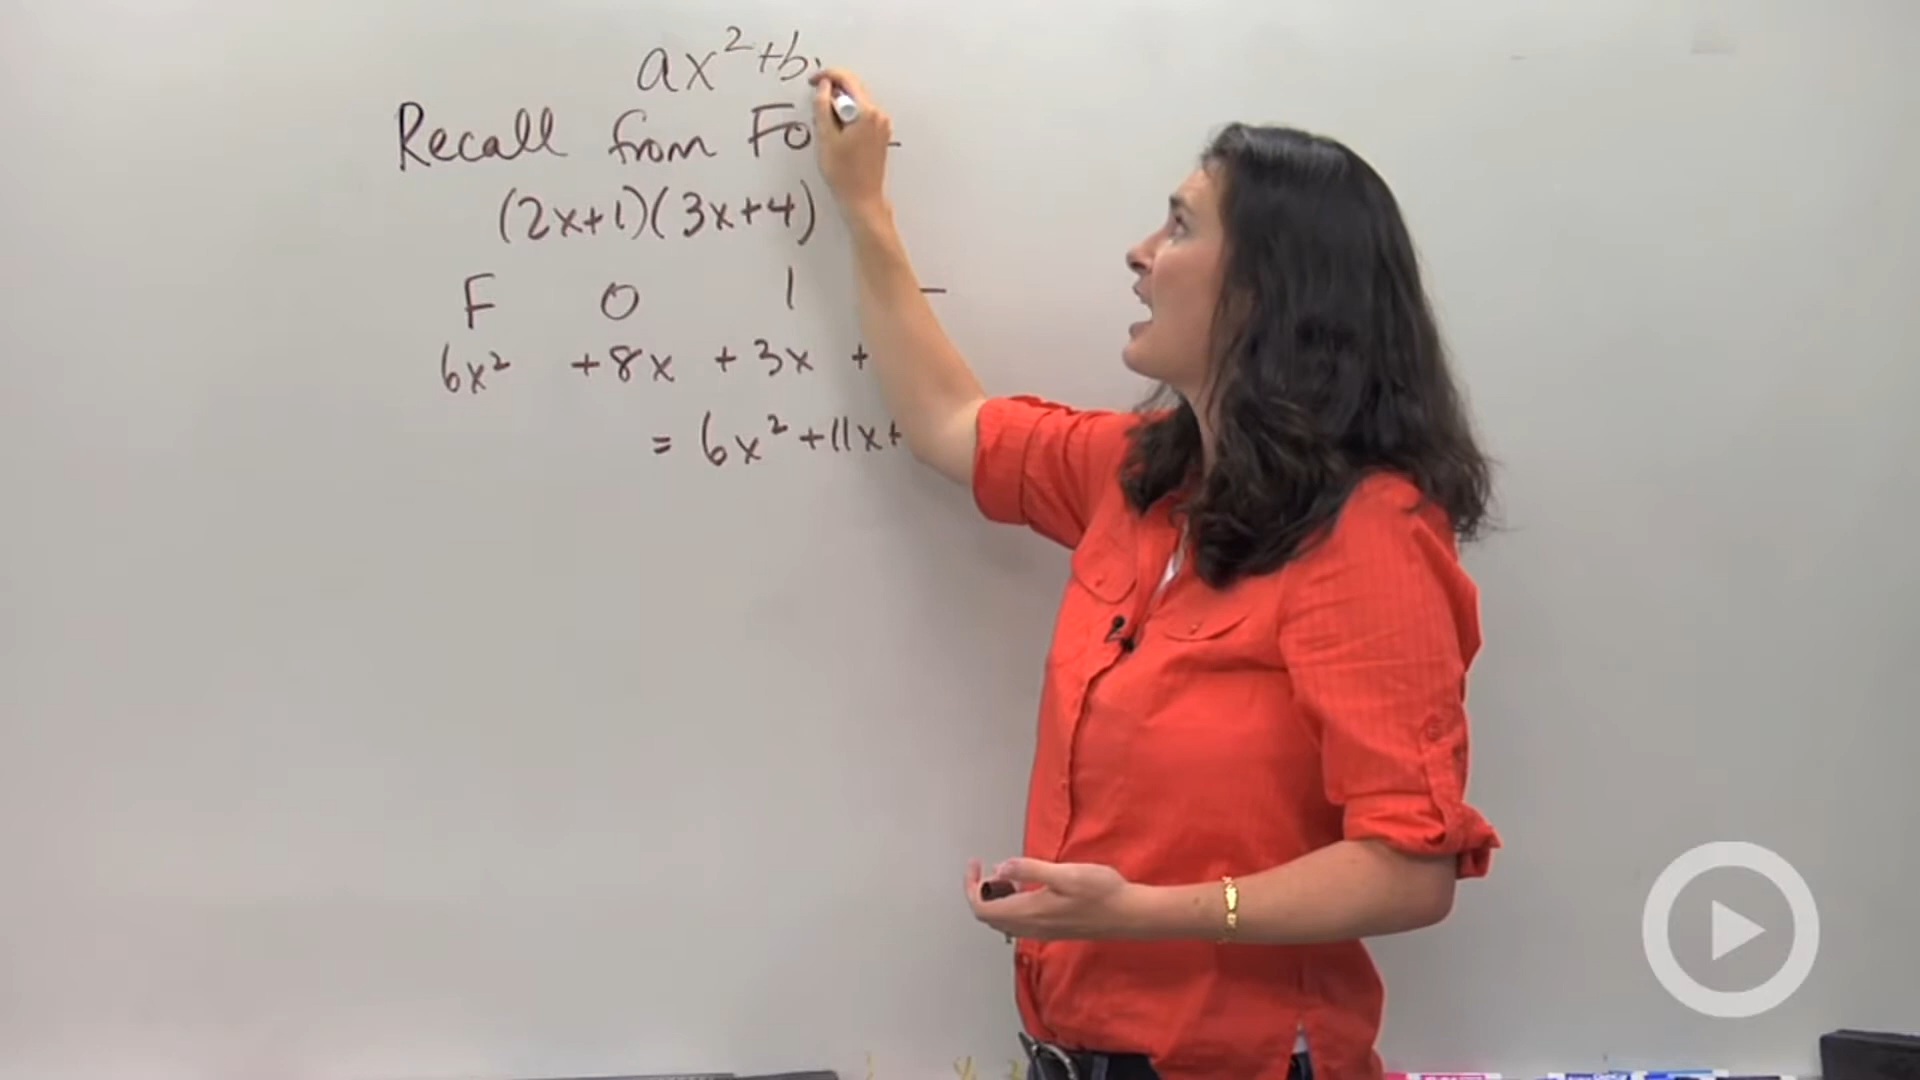 ax² + b
Recall from Fo
(2x+1)(3x+4)
F O I
6x² +8x + 3x +
= 6x² + 11x +